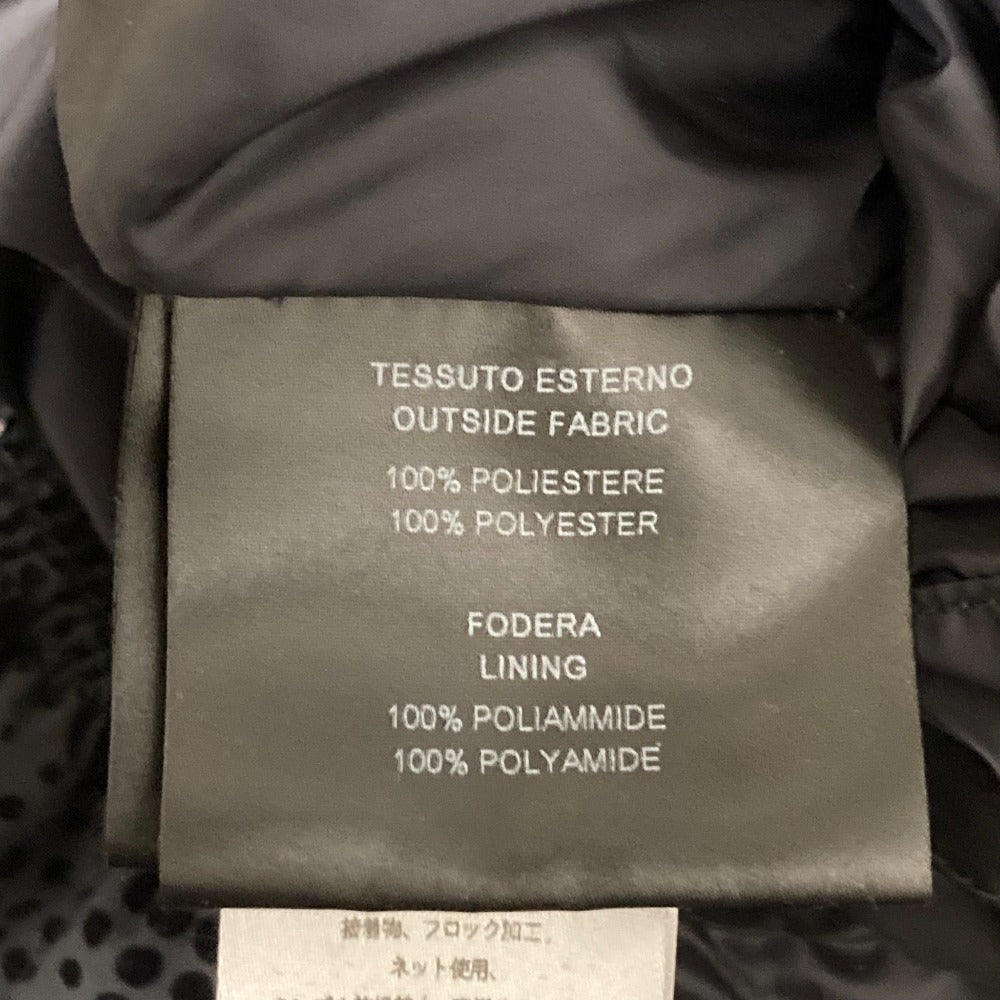 TESSUTO ESTERNO
OUTSIDE FABRIC
100% POLIESTERE
100% POLYESTER
FODERA
LINING
100% POLIAMMIDE
100% POLYAMIDE
接着物、フロック加工、
ネット使用、